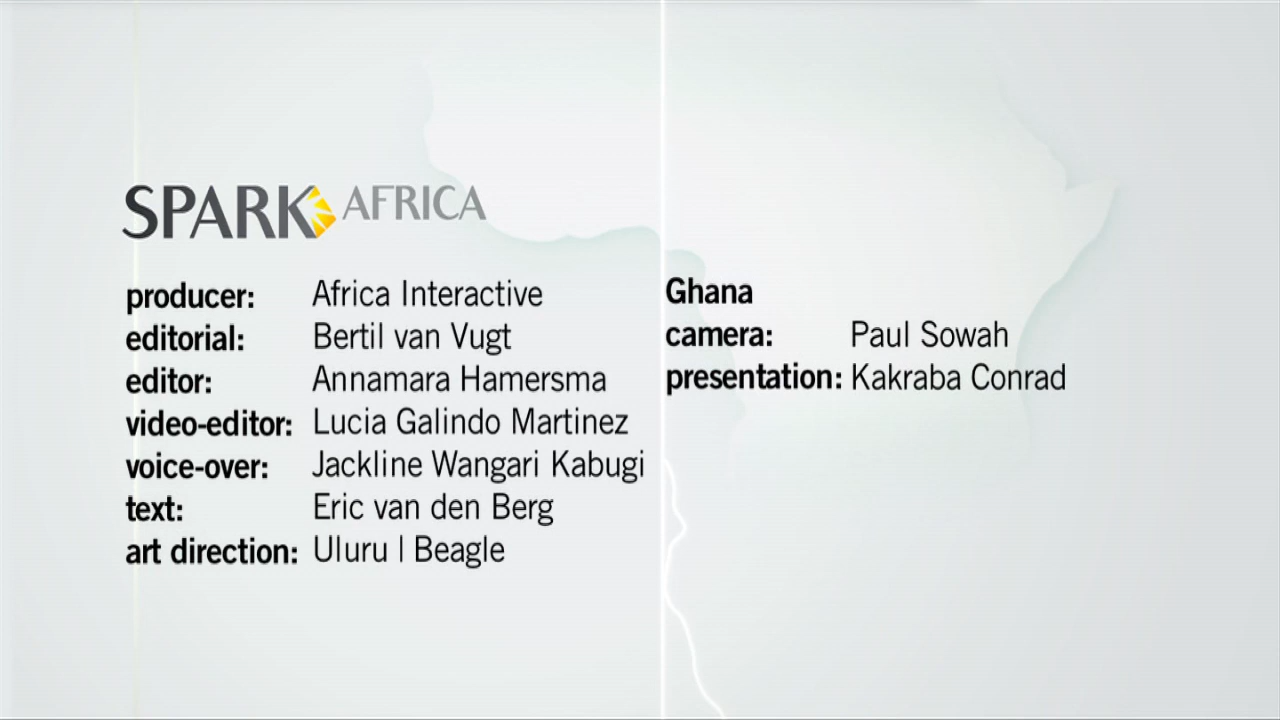 SPARK AFRICA
producer: Africa Interactive
editorial: Bertil van Vugt
editor: Annamara Hamersma
video-editor: Lucia Galindo Martinez
voice-over: Jackline Wangari Kabugi
text: Eric van den Berg
art direction: Uluru | Beagle
Ghana
camera: Paul Sowah
presentation: Kakraba Conrad